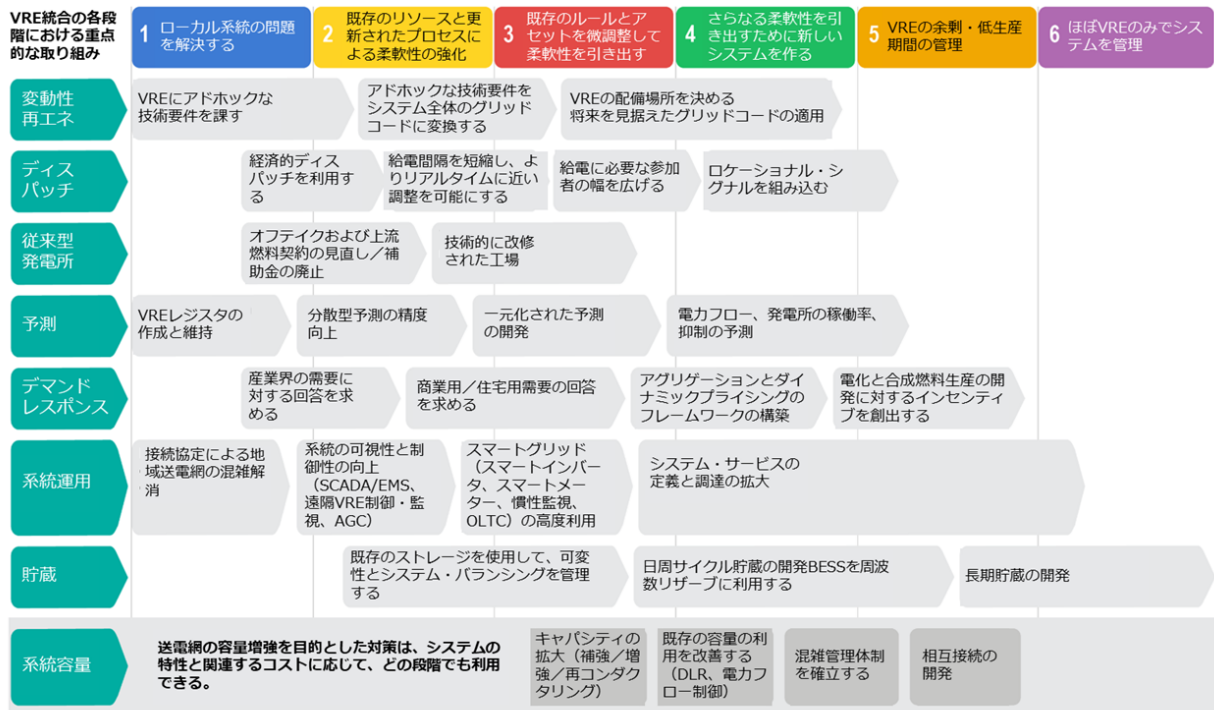 VRE統合の各段
階における重点
的な取り組み
1
ローカル系統の問題
を解決する
2
既存のリソースと更
新されたプロセスに
よる柔軟性の強化
3
既存のルールとア
セットを微調整して
柔軟性を引き出す
4
さらなる柔軟性を引
き出すために新しい
システムを作る
5
VREの余剰・低生産
期間の管理
6
ほぼVREのみでシス
テムを管理
変動性
再エネ
VREにアドホックな
技術要件を課す
アドホックな技術要件を
システム全体のグリッド
コードに変換する
VREの配備場所を決める
将来を見据えたグリッドコードの適用
ディス
パッチ
経済的ディス
パッチを利用す
る
給電間隔を短縮し、よ
りリアルタイムに近い
調整を可能にする
給電に必要な参加
者の幅を広げる
ロケーショナル・シ
グナルを組み込む
従来型
発電所
オフテイクおよび上流
燃料契約の見直し／補
助金の廃止
技術的に改修
された工場
予測
VREレジスタの
作成と維持
分散型予測の精度
向上
一元化された予測
の開発
電力フロー、発電所の稼働率、
抑制の予測
デマンド
レスポンス
産業界の需要に
対する回答を求
める
商業用／住宅用需要の回答
を求める
アグリゲーションとダイ
ナミックプライシングの
フレームワークの構築
電化と合成燃料生産の開
発に対するインセンティ
ブを創出する
系統運用
接続協定による地
域送電網の混雑解
消
系統の可視性と制
御性の向上
（SCADA/EMS、
遠隔VRE制御・監
視、AGC）
スマートグリッド
（スマートインバー
タ、スマートメー
ター、慣性監視、
OLTC）の高度利用
システム・サービスの
定義と調達の拡大
貯蔵
既存のストレージを使用して、可変
性とシステム・バランシングを管理
する
日周サイクル貯蔵の開発BESSを周波
数リザーブに利用する
長期貯蔵の開発
系統容量
送電網の容量増強を目的とした対策は、システムの
特性と関連するコストに応じて、どの段階でも利用
できる。
キャパシティの
拡大（補強／増
強／再コンダク
タリング）
既存の容量の利
用を改善する
（DLR、電力フ
ロー制御）
混雑管理体制
を確立する
相互接続の
開発